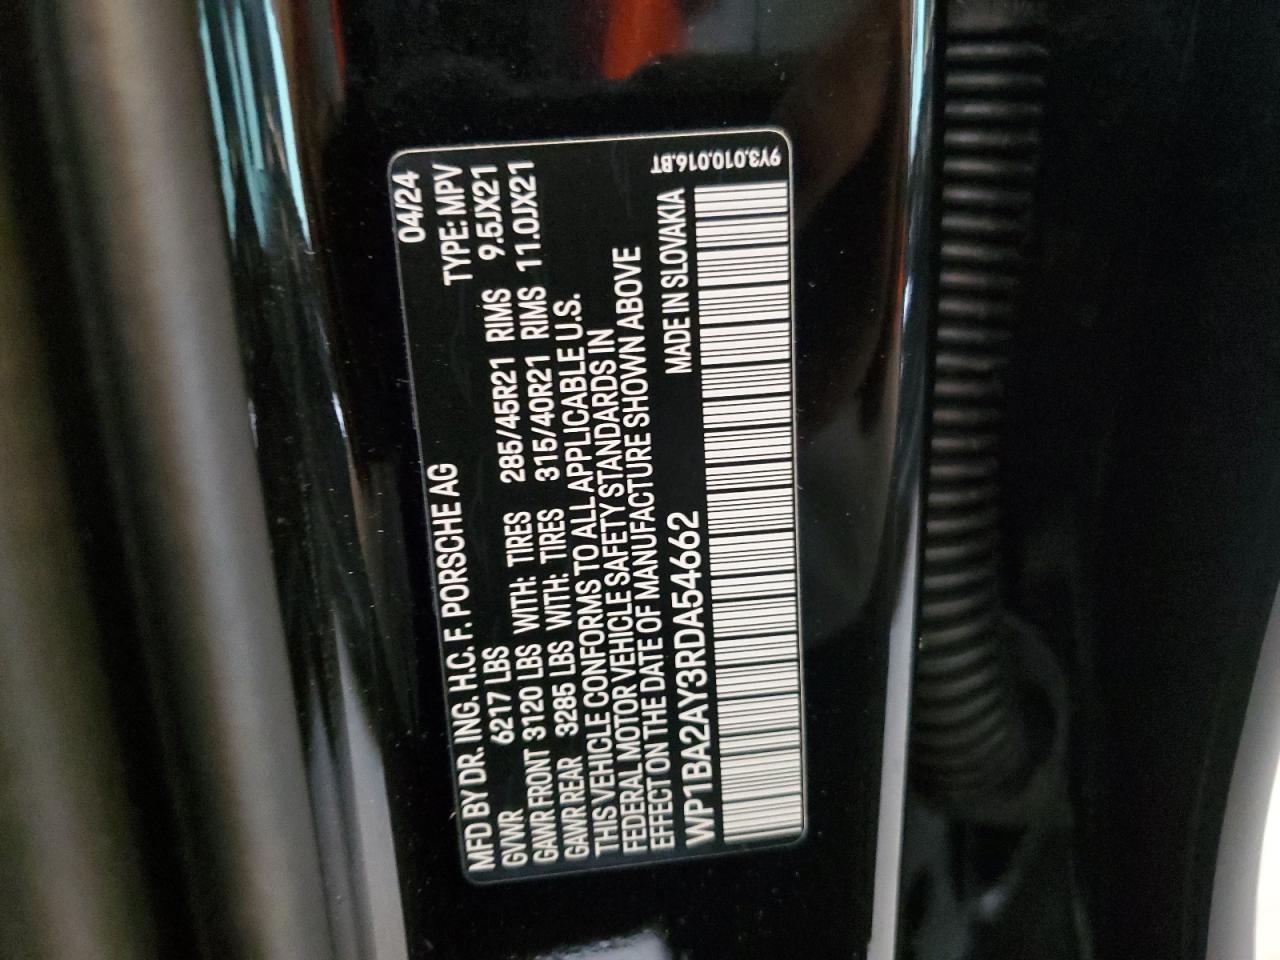 04/24
MFD BY DR. ING. H.C. F. PORSCHE AG TYPE: MPV
GVWR 6217 LBS
GAWR FRONT 3120 LBS WITH: TIRES 285/45R21 RIMS 9.5JX21
GAWR REAR 3285 LBS WITH: TIRES 315/40R21 RIMS 11.0JX21
THIS VEHICLE CONFORMS TO ALL APPLICABLE U.S.
FEDERAL MOTOR VEHICLE SAFETY STANDARDS IN
EFFECT ON THE DATE OF MANUFACTURE SHOWN ABOVE
WP1BA2AY3RDA54662 MADE IN SLOVAKIA
9Y3.010.016.BT